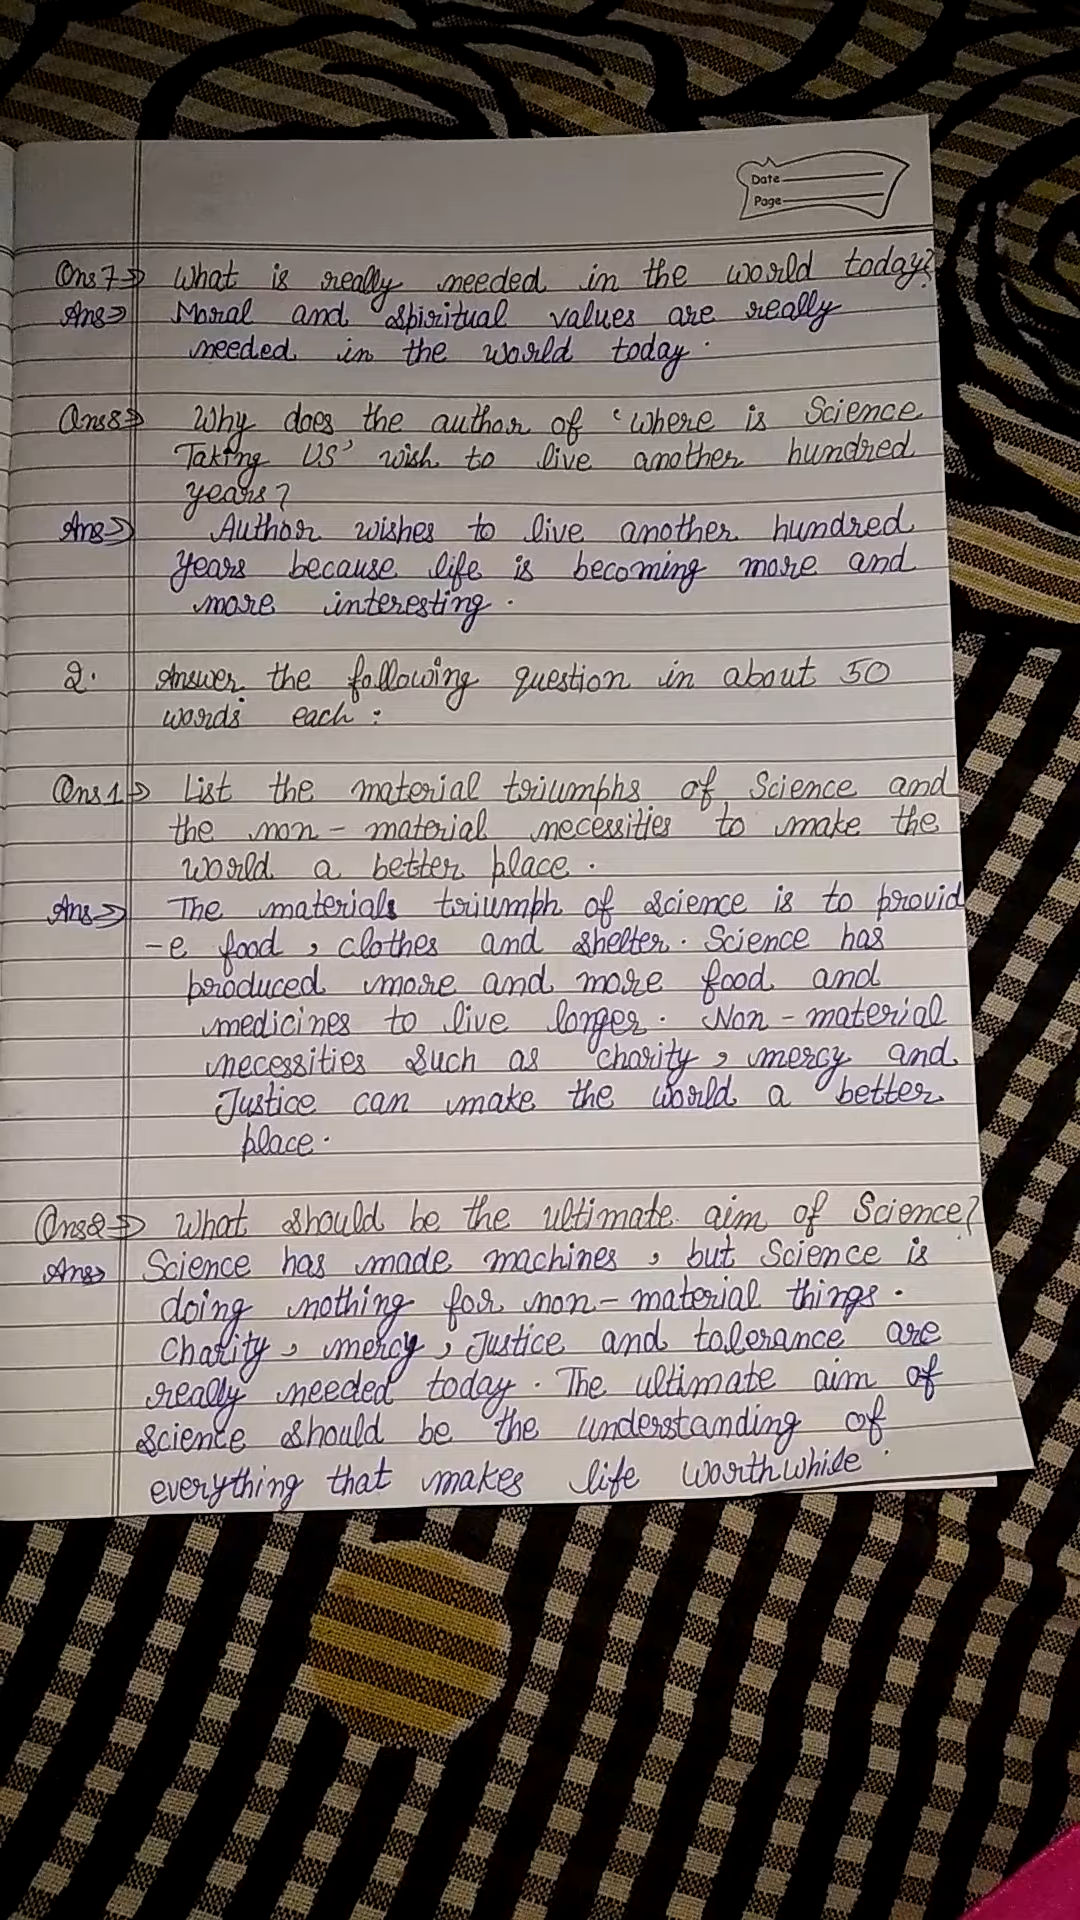 Date
Page
Ans 7⇒ What is really needed in the world today?
Ans⇒ Moral and spiritual values are really
needed in the world today.
Ans8⇒ Why does the author of 'Where is Science
Taking US' wish to live another hundred
years?
Ans⇒ Author wishes to live another hundred
years because life is becoming more and
more interesting.
2. Answer the following question in about 50
words each:
Ans 1⇒ List the material triumphs of Science and
the non-material necessities to make the
world a better place.
Ans⇒ The materials triumph of science is to provid
-e food, clothes and shelter. Science has
produced more and more food and
medicines to live longer. Non-material
necessities such as charity, mercy and
Justice can make the world a better
place.
Ans2⇒ What should be the ultimate aim of Science?
Ans⇒ Science has made machines, but Science is
doing nothing for non-material things.
Charity, mercy, Justice and tolerance are
really needed today. The ultimate aim of
science should be the understanding of
everything that makes life worthwhile.